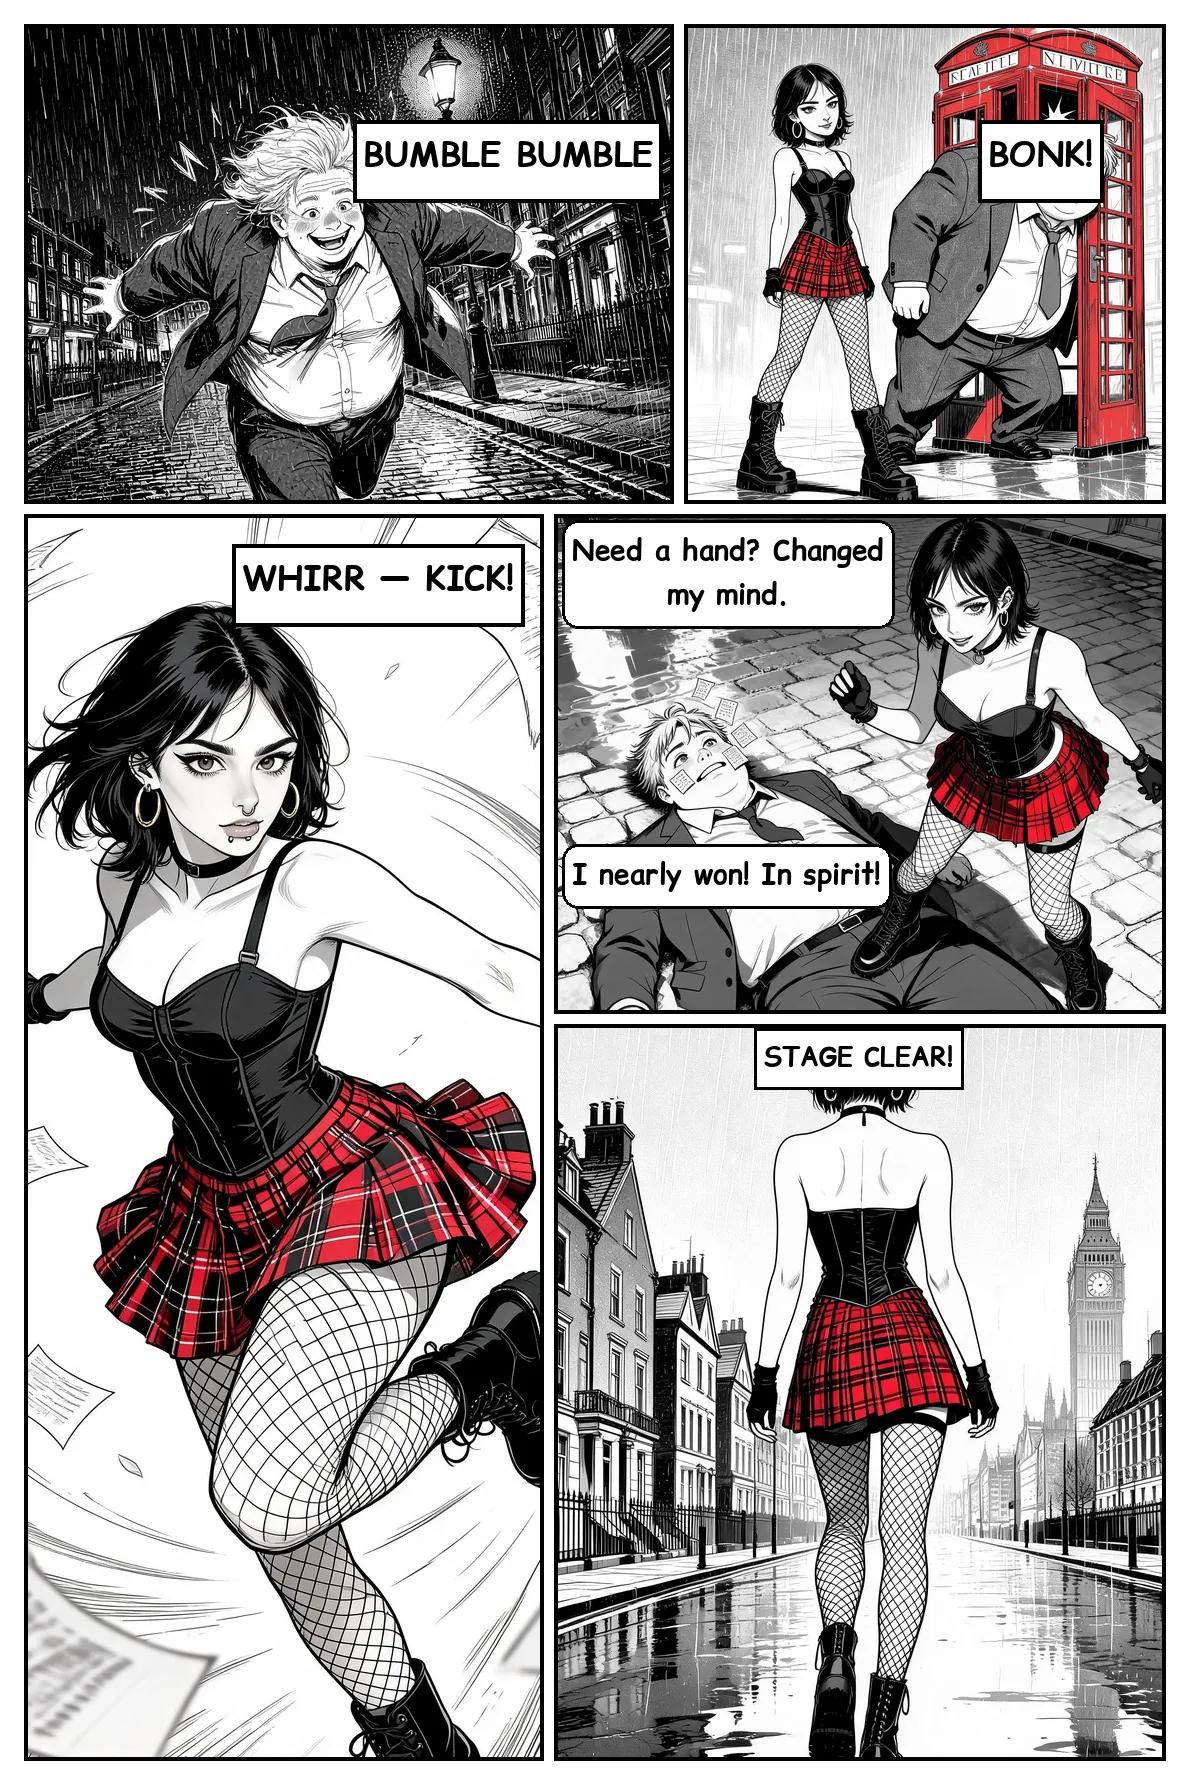 BUMBLE BUMBLE
BONK!
WHIRR — KICK!
Need a hand? Changed
my mind.
I nearly won! In spirit!
STAGE CLEAR!